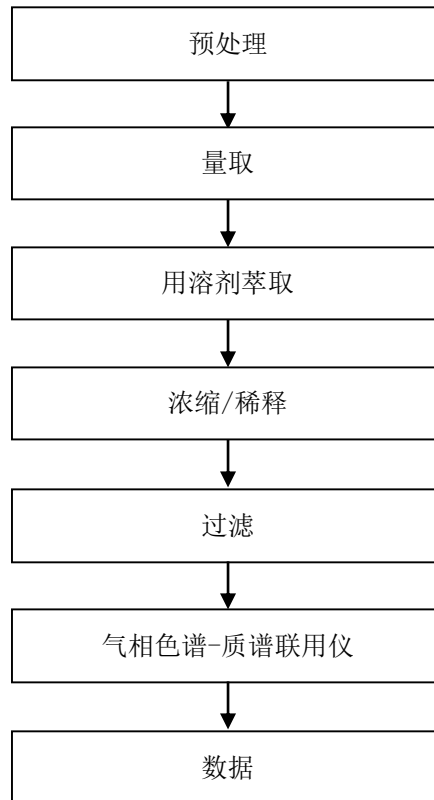 预处理
量取
用溶剂萃取
浓缩/稀释
过滤
气相色谱-质谱联用仪
数据